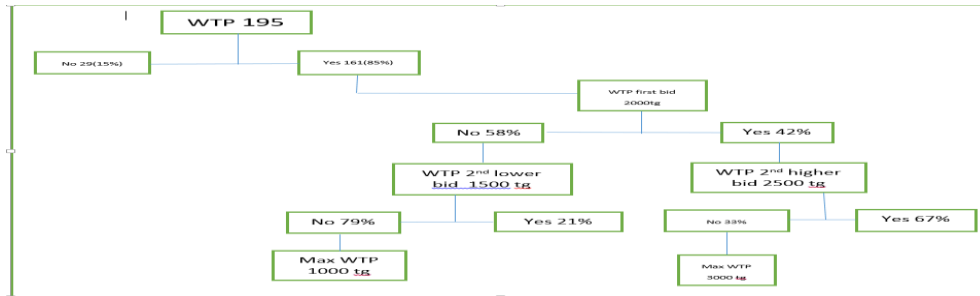 WTP 195
No 29(15%)
Yes 161(85%)
WTP first bid
2000tg
No 58%
Yes 42%
WTP 2nd lower
bid 1500 tg
WTP 2nd higher
bid 2500 tg
No 79%
Yes 21%
No 33%
Yes 67%
Max WTP
1000 tg
Max WTP
3000 tg